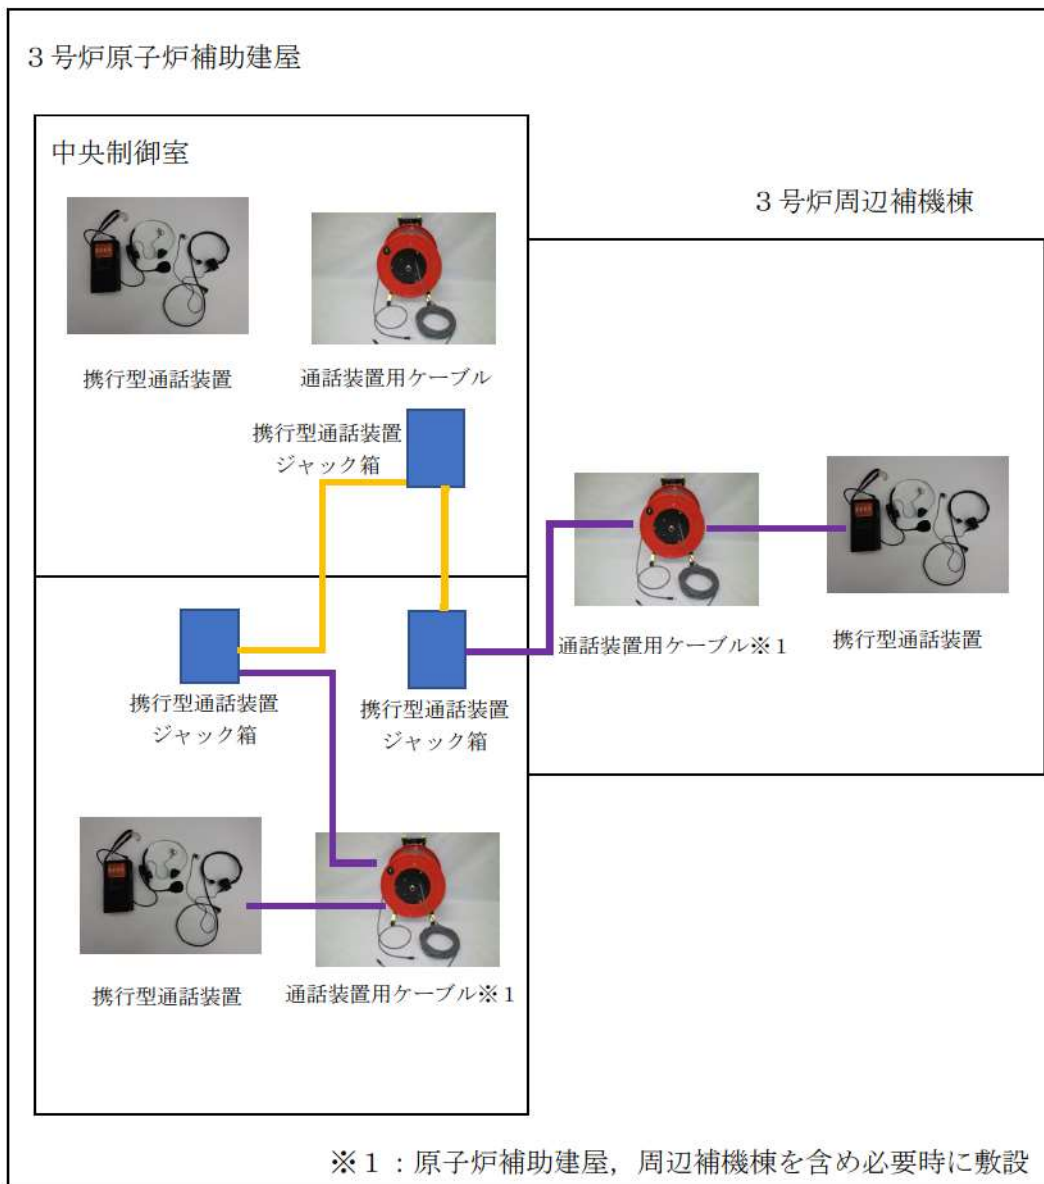 3号炉原子炉補助建屋
中央制御室
3号炉周辺補機棟
携行型通話装置
通話装置用ケーブル
携行型通話装置
ジャック箱
通話装置用ケーブル※1
携行型通話装置
携行型通話装置
ジャック箱
携行型通話装置
ジャック箱
携行型通話装置
通話装置用ケーブル※1
※1:原子炉補助建屋,周辺補機棟を含め必要時に敷設